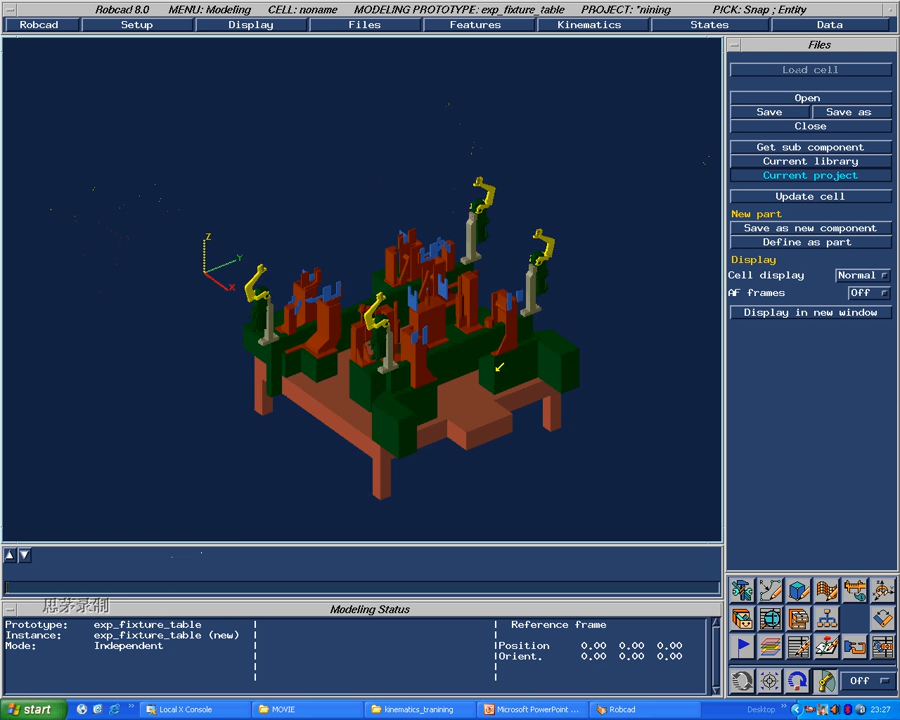 Robcad 8.0 MENU: Modeling CELL: noname MODELING PROTOTYPE: exp_fixture_table PROJECT: *nining PICK: Snap ; Entity
Robcad Setup Display Files Features Kinematics States Data
Files
Load cell
Open
Save Save as
Close
Get sub component
Current library
Current project
Update cell
New part
Save as new component
Define as part
Display
Cell display Normal
AF frames Off
Display in new window
Z
Y
X
思茅录制
Modeling Status
Prototype: exp_fixture_table
Instance: exp_fixture_table (new)
Mode: Independent
Reference frame
Position 0.00 0.00 0.00
Orient. 0.00 0.00 0.00
Off
start Local X Console MOVIE kinematics_tranining Microsoft PowerPoint ... Robcad Desktop 23:27